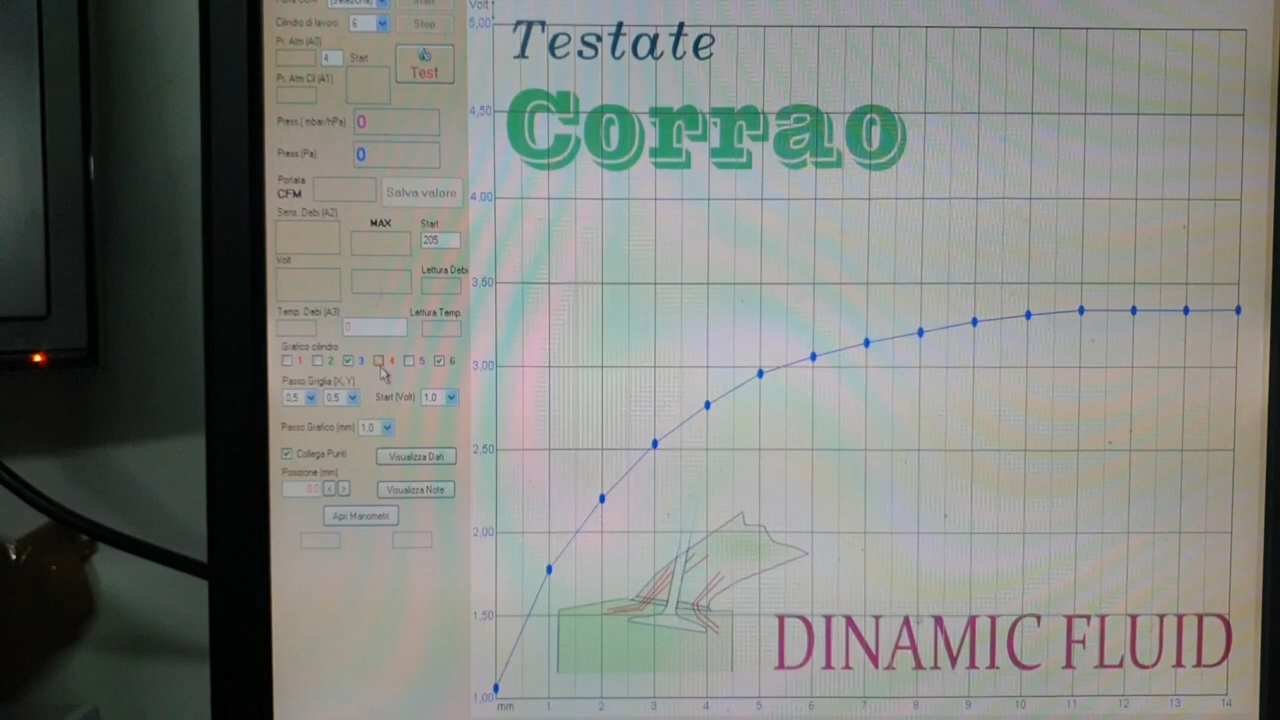 Volt
Start
Cilindro di lavoro 6 Stop
5,00
Testate
Pr. Atm (A0)
4 Start
Test
Pr. Atm Cil (A1)
4,50
Corrao
Press.( mbar/hPa) 0
Press (Pa) 0
Portata
CFM Salva valore
4,00
Sens. Debi (A2)
MAX Start
205
Volt
Lettura Debi
3,50
Temp. Debi (A3) Lettura Temp.
0
Grafico cilindro
1 2 3 4 5 6
3,00
Passo Griglia (X, Y)
0,5 0,5 Start (Volt) 1,0
Passo Grafico (mm) 1,0
2,50
Collega Punti Visualizza Dati
Posizione (mm)
0,0 < > Visualizza Note
Apri Manometri
2,00
1,50
DINAMIC FLUID
1,00
mm 1 2 3 4 5 6 7 8 9 10 11 12 13 14